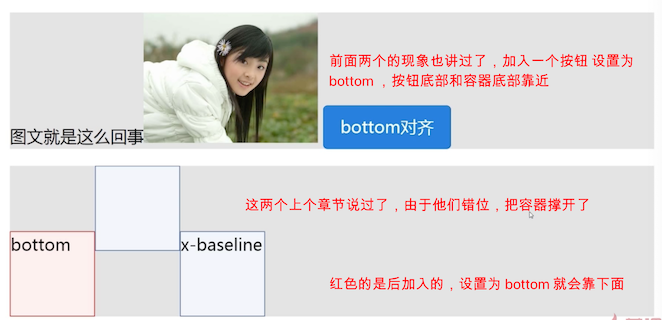 前面两个的现象也讲过了，加入一个按钮 设置为
bottom ，按钮底部和容器底部靠近
图文就是这么回事
bottom对齐
这两个上个章节说过了，由于他们错位，把容器撑开了
bottom
x-baseline
红色的是后加入的，设置为 bottom 就会靠下面